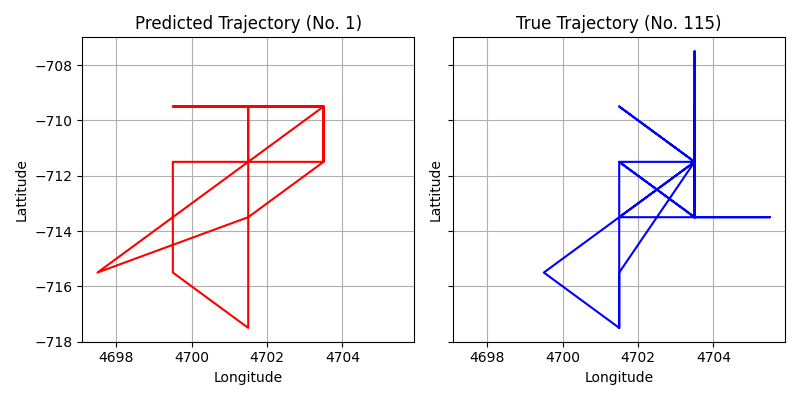 Predicted Trajectory (No. 1)
True Trajectory (No. 115)
−708
−710
−712
−714
−716
−718
Lattitude
Lattitude
4698 4700 4702 4704
4698 4700 4702 4704
Longitude
Longitude